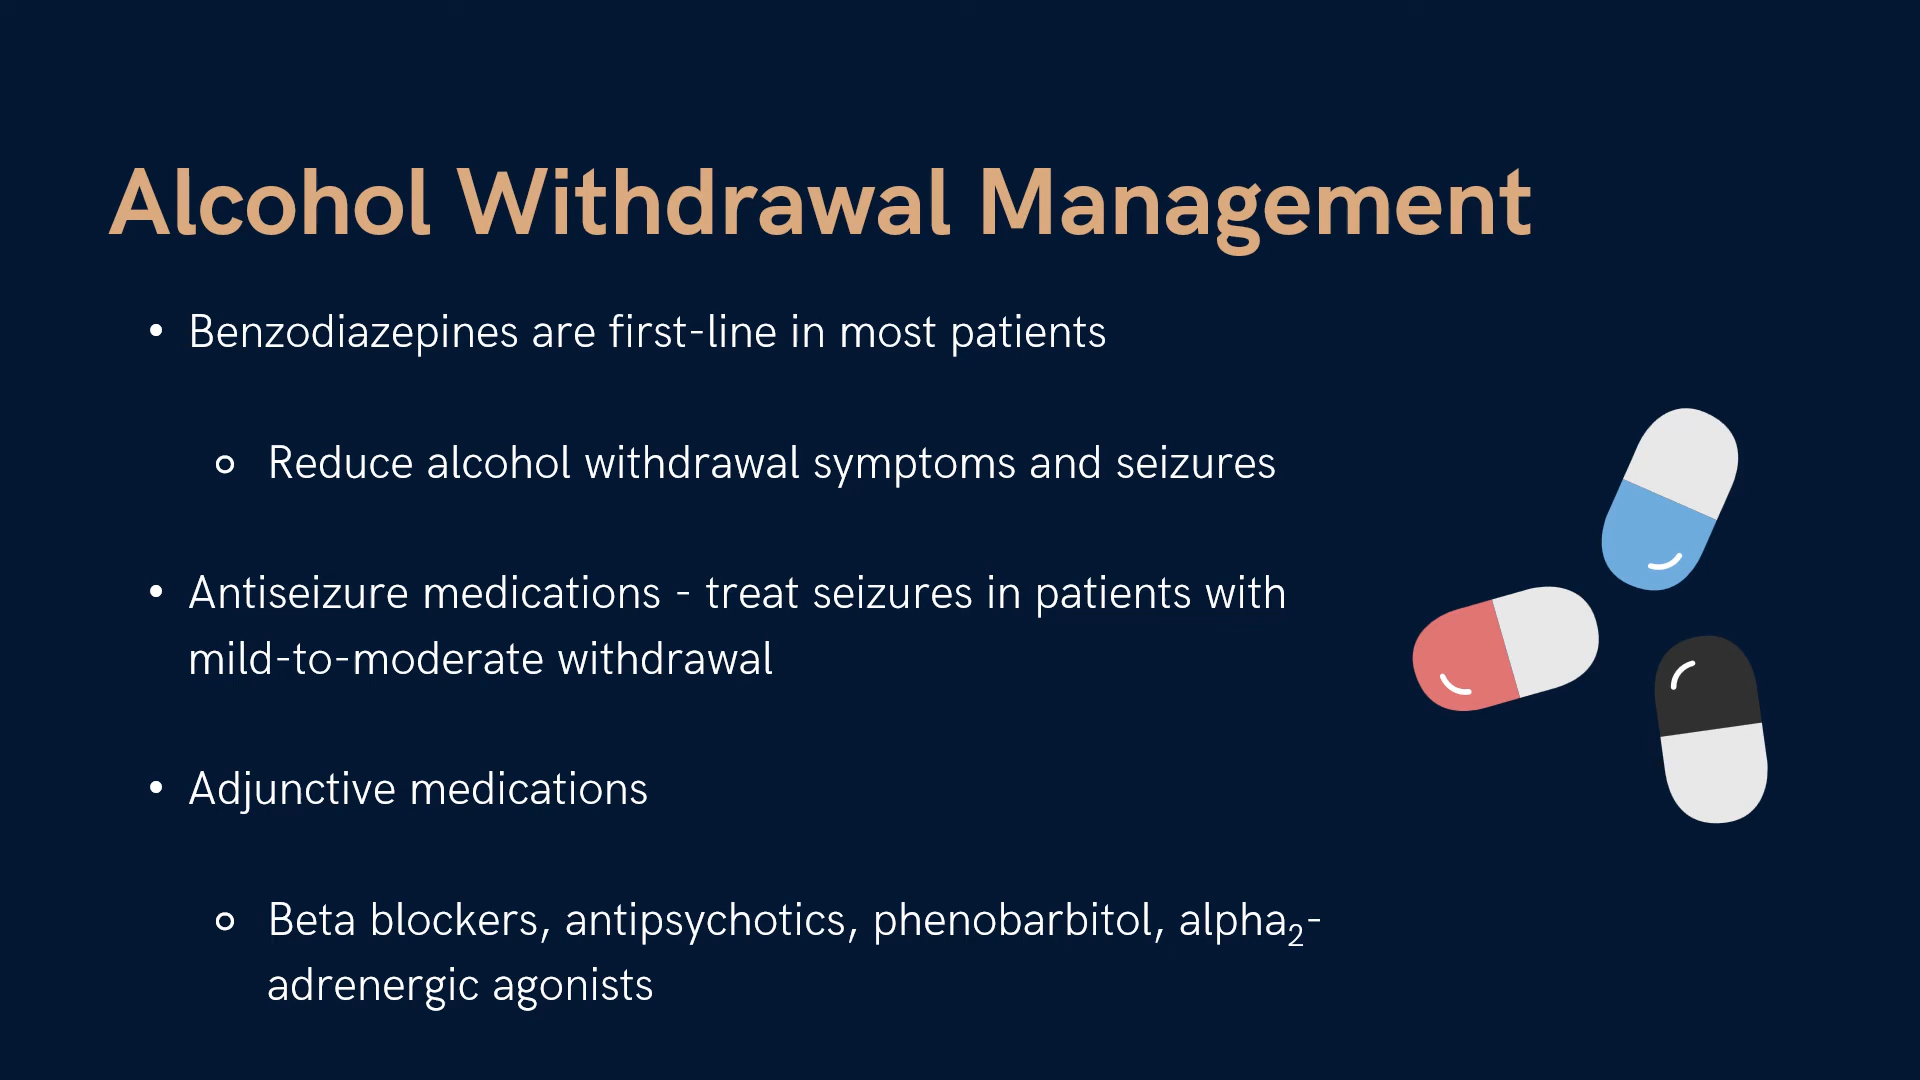 Alcohol Withdrawal Management
• Benzodiazepines are first-line in most patients
○ Reduce alcohol withdrawal symptoms and seizures
• Antiseizure medications - treat seizures in patients with
mild-to-moderate withdrawal
• Adjunctive medications
○ Beta blockers, antipsychotics, phenobarbitol, alpha₂-
adrenergic agonists